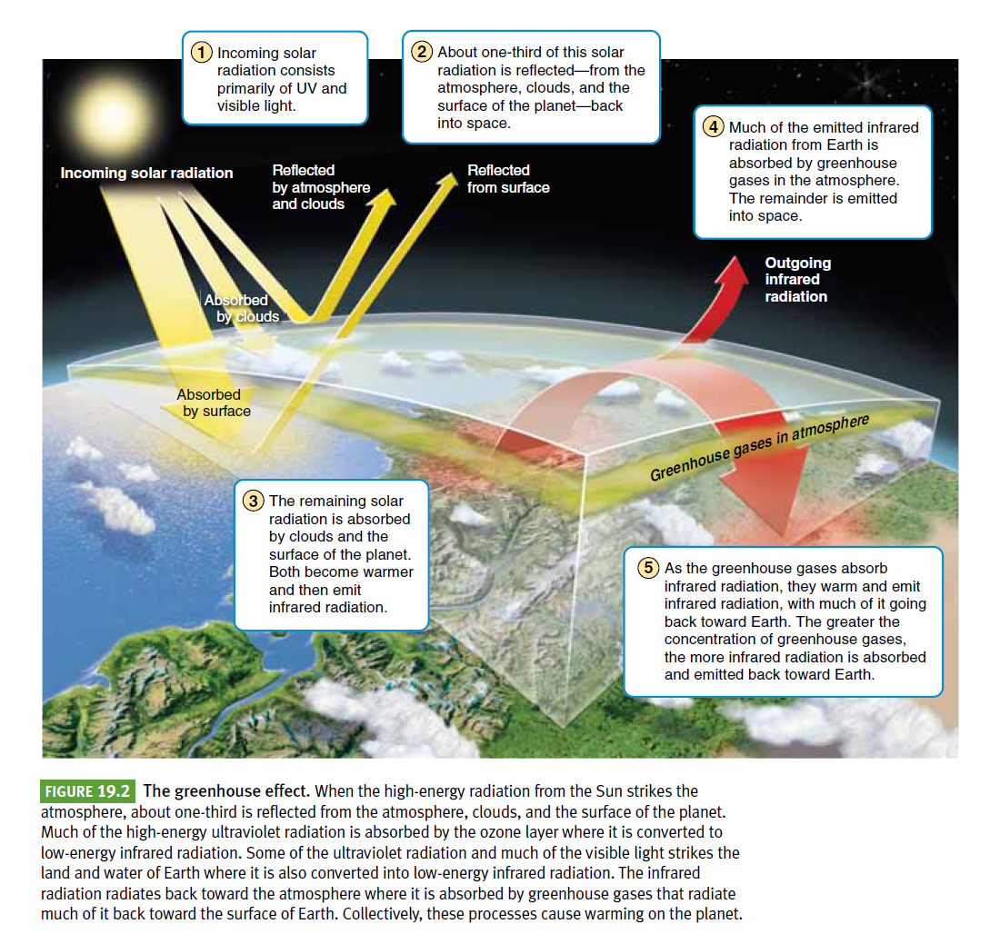 1 Incoming solar
radiation consists
primarily of UV and
visible light.
2 About one-third of this solar
radiation is reflected—from the
atmosphere, clouds, and the
surface of the planet—back
into space.
4 Much of the emitted infrared
radiation from Earth is
absorbed by greenhouse
gases in the atmosphere.
The remainder is emitted
into space.
Incoming solar radiation
Reflected
by atmosphere
and clouds
Reflected
from surface
Outgoing
infrared
radiation
Absorbed
by clouds
Absorbed
by surface
Greenhouse gases in atmosphere
3 The remaining solar
radiation is absorbed
by clouds and the
surface of the planet.
Both become warmer
and then emit
infrared radiation.
5 As the greenhouse gases absorb
infrared radiation, they warm and emit
infrared radiation, with much of it going
back toward Earth. The greater the
concentration of greenhouse gases,
the more infrared radiation is absorbed
and emitted back toward Earth.
FIGURE 19.2 The greenhouse effect. When the high-energy radiation from the Sun strikes the
atmosphere, about one-third is reflected from the atmosphere, clouds, and the surface of the planet.
Much of the high-energy ultraviolet radiation is absorbed by the ozone layer where it is converted to
low-energy infrared radiation. Some of the ultraviolet radiation and much of the visible light strikes the
land and water of Earth where it is also converted into low-energy infrared radiation. The infrared
radiation radiates back toward the atmosphere where it is absorbed by greenhouse gases that radiate
much of it back toward the surface of Earth. Collectively, these processes cause warming on the planet.